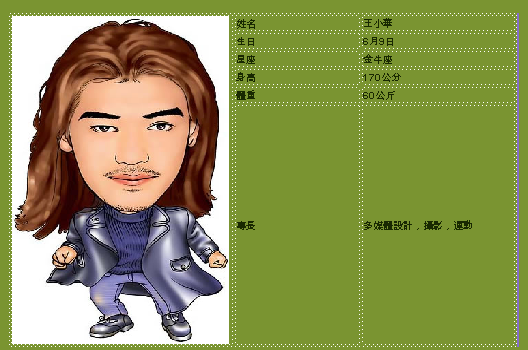 姓名 王小華
生日 6月9日
星座 金牛座
身高 170公分
體重 60公斤
專長 多媒體設計，攝影，運動